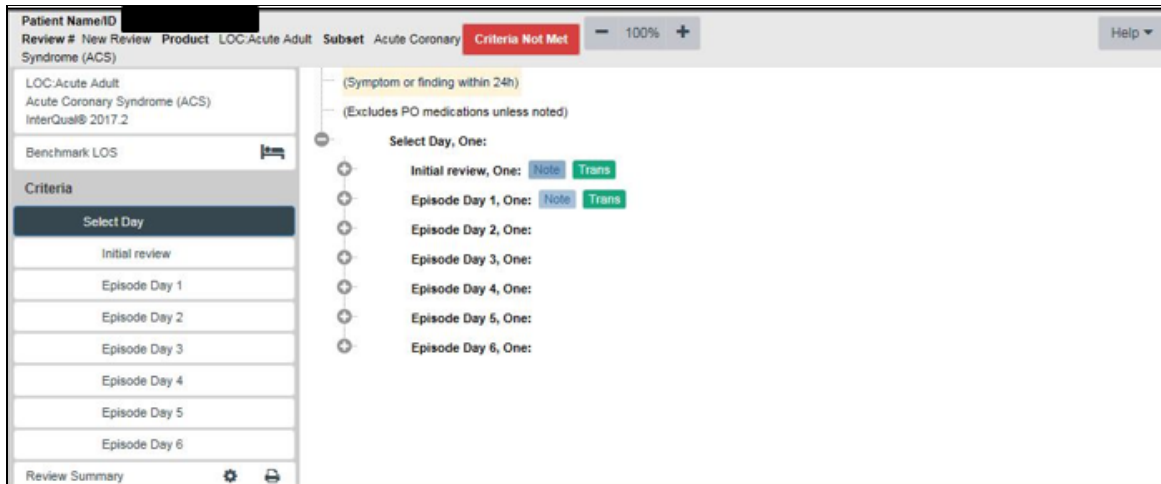 Patient Name/ID
Review # New Review Product LOC:Acute Adult Subset Acute Coronary Syndrome (ACS)
Criteria Not Met
− 100% +
Help
LOC:Acute Adult
Acute Coronary Syndrome (ACS)
InterQual® 2017.2
Benchmark LOS
Criteria
Select Day
Initial review
Episode Day 1
Episode Day 2
Episode Day 3
Episode Day 4
Episode Day 5
Episode Day 6
Review Summary
(Symptom or finding within 24h)
(Excludes PO medications unless noted)
Select Day, One:
Initial review, One: Note Trans
Episode Day 1, One: Note Trans
Episode Day 2, One:
Episode Day 3, One:
Episode Day 4, One:
Episode Day 5, One:
Episode Day 6, One: